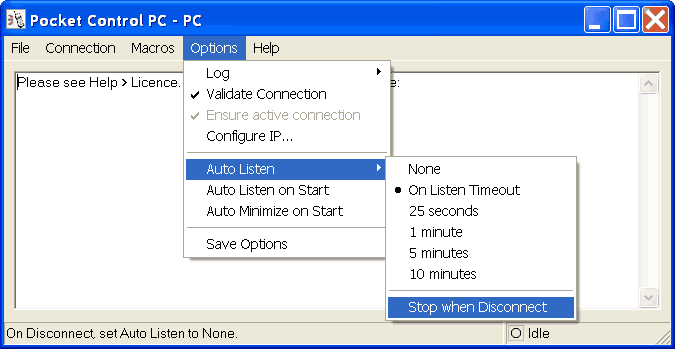 Pocket Control PC - PC
File Connection Macros Options Help
Please see Help > Licence. e:
Log
Validate Connection
Ensure active connection
Configure IP...
Auto Listen
Auto Listen on Start
Auto Minimize on Start
Save Options
None
On Listen Timeout
25 seconds
1 minute
5 minutes
10 minutes
Stop when Disconnect
On Disconnect, set Auto Listen to None. Idle